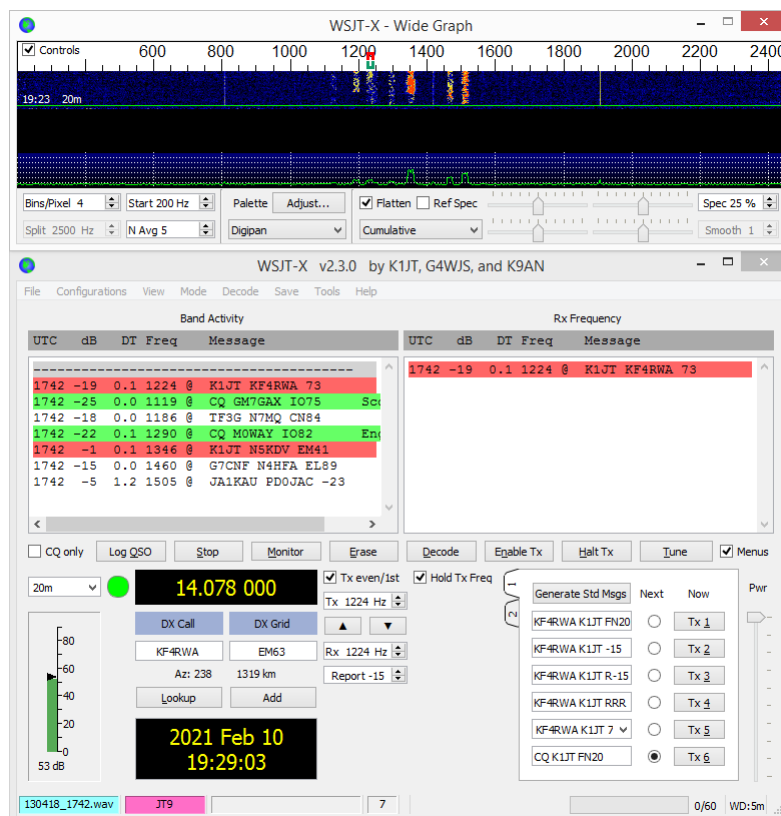 WSJT-X - Wide Graph
Controls 600 800 1000 1200 1400 1600 1800 2000 2200 2400
19:23 20m
Bins/Pixel 4 Start 200 Hz Palette Adjust... Flatten Ref Spec Spec 25 %
Split 2500 Hz N Avg 5 Digipan Cumulative Smooth 1
WSJT-X v2.3.0 by K1JT, G4WJS, and K9AN
File Configurations View Mode Decode Save Tools Help
Band Activity Rx Frequency
UTC dB DT Freq Message UTC dB DT Freq Message
1742 -19 0.1 1224 @ K1JT KF4RWA 73
1742 -25 0.0 1119 @ CQ GM7GAX IO75 Sco
1742 -18 0.0 1186 @ TF3G N7MQ CN84
1742 -22 0.1 1290 @ CQ M0WAY IO82 Eng
1742 -1 0.1 1346 @ K1JT N5KDV EM41
1742 -15 0.0 1460 @ G7CNF N4HFA EL89
1742 -5 1.2 1505 @ JA1KAU PD0JAC -23
1742 -19 0.1 1224 @ K1JT KF4RWA 73
CQ only Log QSO Stop Monitor Erase Decode Enable Tx Halt Tx Tune Menus
20m 14.078 000 Tx even/1st Hold Tx Freq
Tx 1224 Hz
DX Call DX Grid
KF4RWA EM63 Rx 1224 Hz
Az: 238 1319 km Report -15
Lookup Add
2021 Feb 10
19:29:03
-80
-60
-40
-20
-0
53 dB
1
2
Generate Std Msgs Next Now Pwr
KF4RWA K1JT FN20 Tx 1
KF4RWA K1JT -15 Tx 2
KF4RWA K1JT R-15 Tx 3
KF4RWA K1JT RRR Tx 4
KF4RWA K1JT 7 Tx 5
CQ K1JT FN20 Tx 6
130418_1742.wav JT9 7 0/60 WD:5m